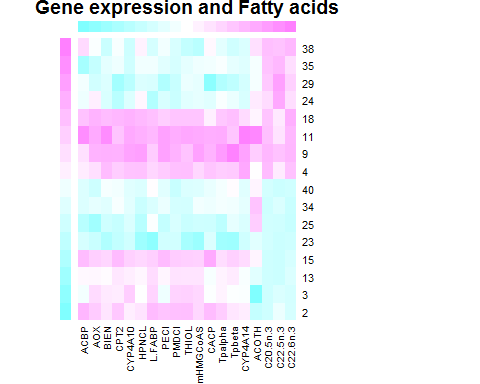 Gene expression and Fatty acids
38
35
29
24
18
11
9
4
40
34
25
23
15
13
3
2
ACBP
AOX
BIEN
CPT2
CYP4A10
HPNCL
L.FABP
PECI
PMDCI
THIOL
mHMGCoAS
CACP
Tpalpha
Tpbeta
CYP4A14
ACOTH
C20.5n.3
C22.5n.3
C22.6n.3